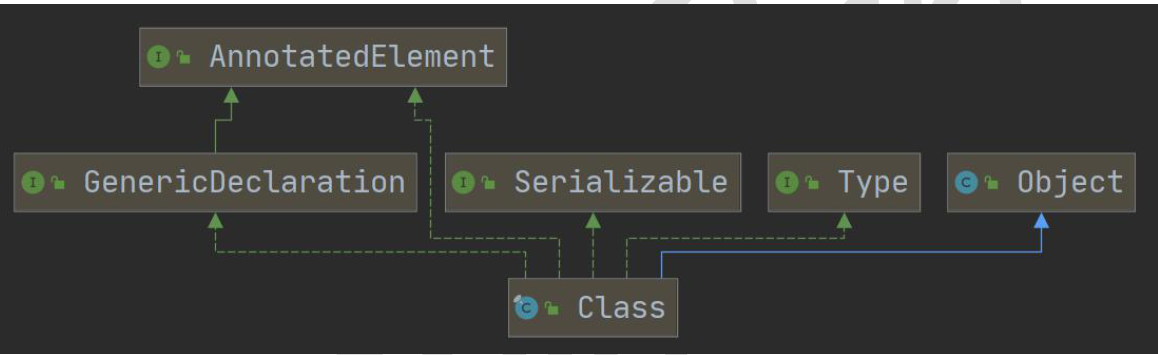 AnnotatedElement
GenericDeclaration
Serializable
Type
Object
Class